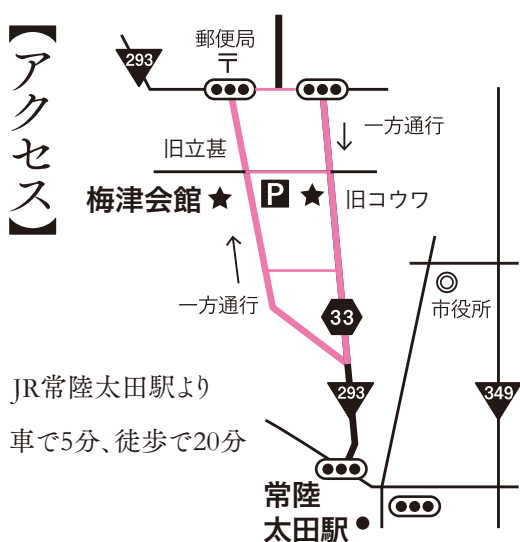 【アクセス】
郵便局
〒
293
一方通行
旧立甚
梅津会館
P
旧コウワ
一方通行
市役所
33
293
349
JR常陸太田駅より
車で5分、徒歩で20分
常陸
太田駅